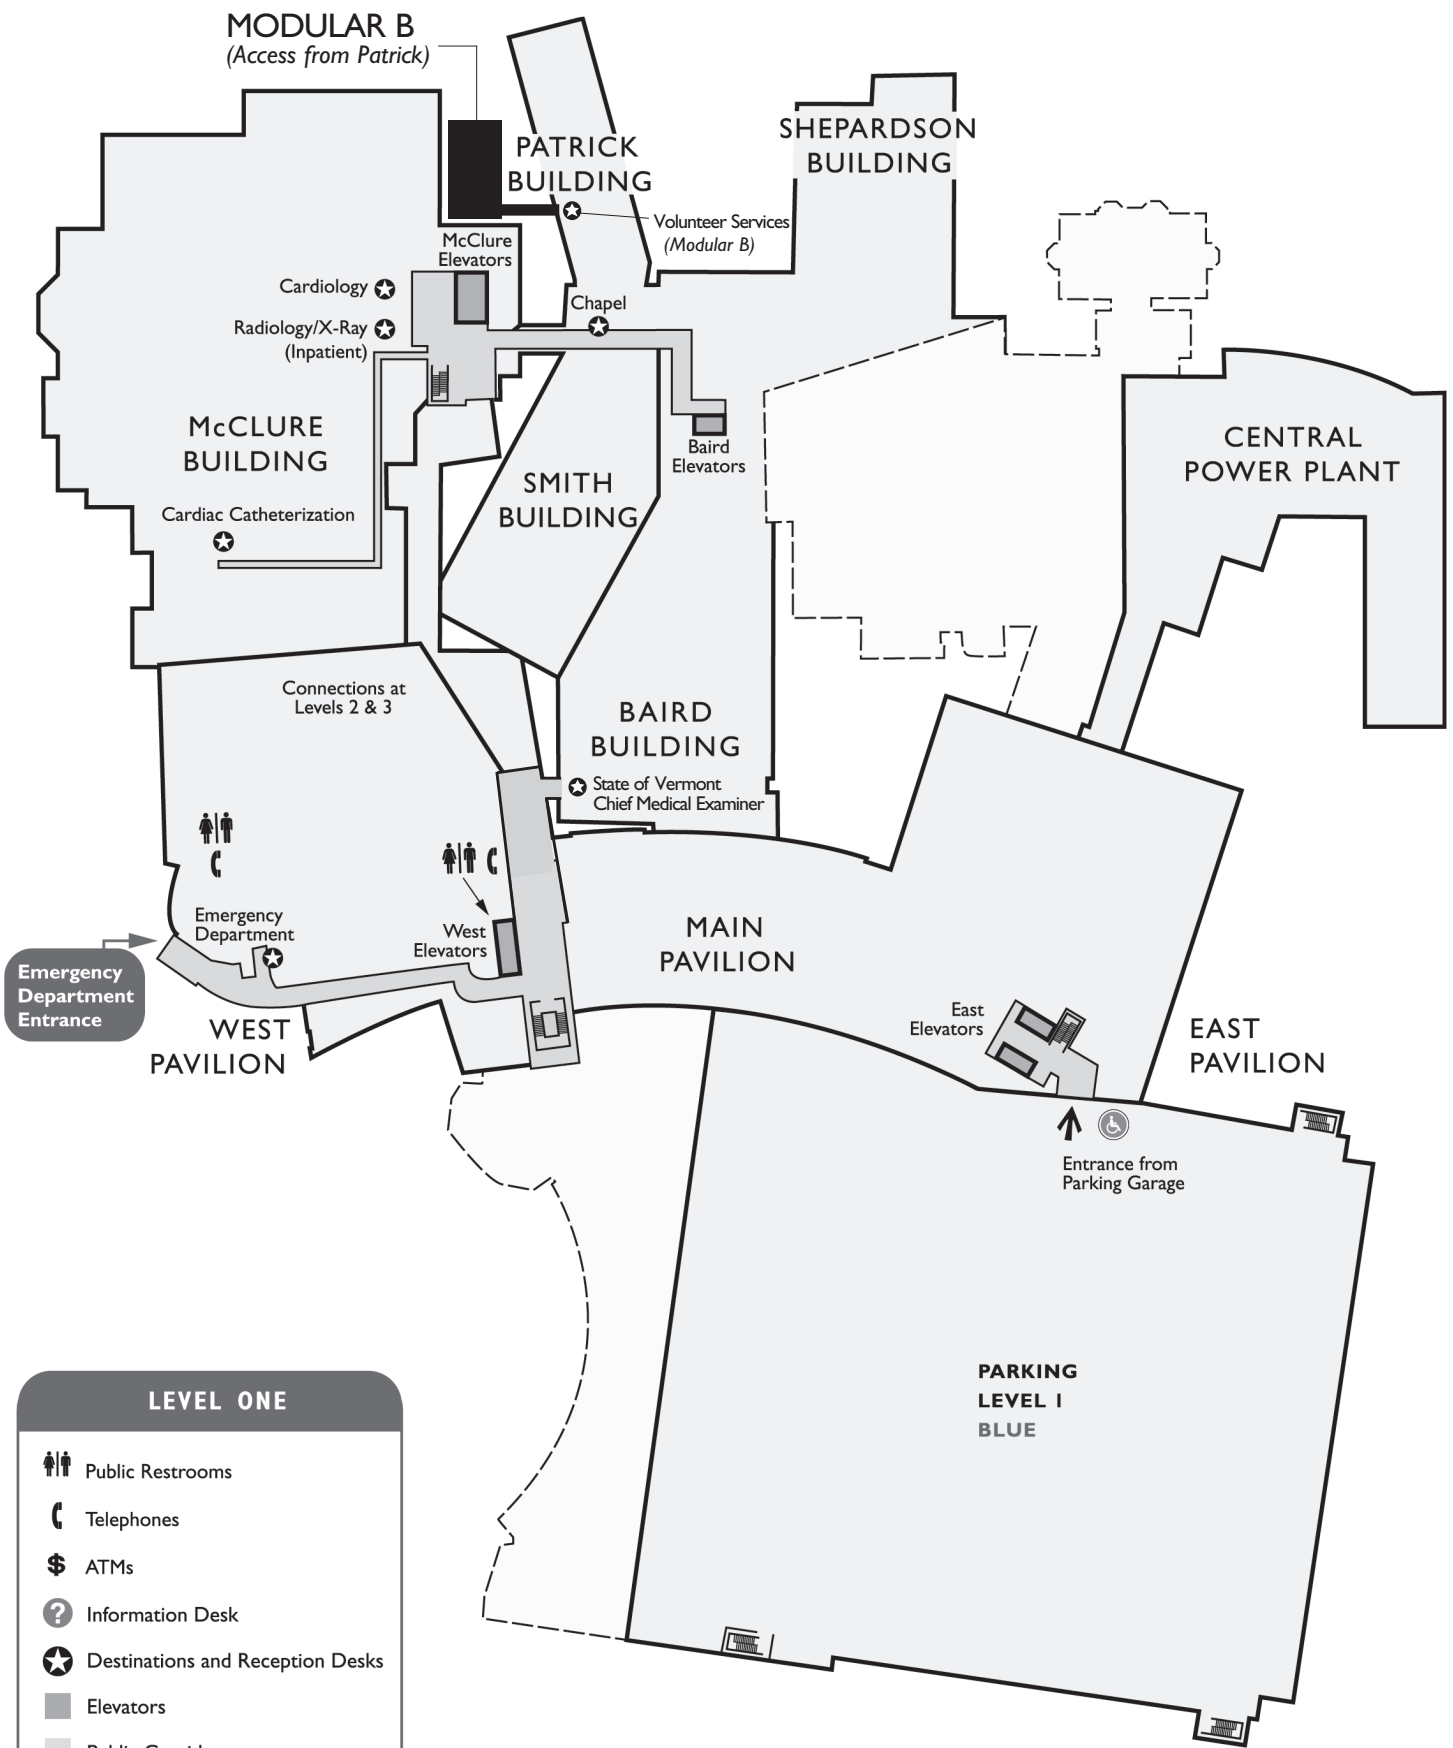 MODULAR B
(Access from Patrick)
PATRICK
BUILDING
SHEPARDSON
BUILDING
Volunteer Services
(Modular B)
McClure
Elevators
Cardiology
Chapel
Radiology/X-Ray
(Inpatient)
McCLURE
BUILDING
Baird
Elevators
CENTRAL
POWER PLANT
SMITH
BUILDING
Cardiac Catheterization
Connections at
Levels 2 & 3
BAIRD
BUILDING
State of Vermont
Chief Medical Examiner
Emergency
Department
West
Elevators
MAIN
PAVILION
Emergency
Department
Entrance
WEST
PAVILION
East
Elevators
EAST
PAVILION
Entrance from
Parking Garage
PARKING
LEVEL 1
BLUE
LEVEL ONE
Public Restrooms
Telephones
$ ATMs
? Information Desk
Destinations and Reception Desks
Elevators